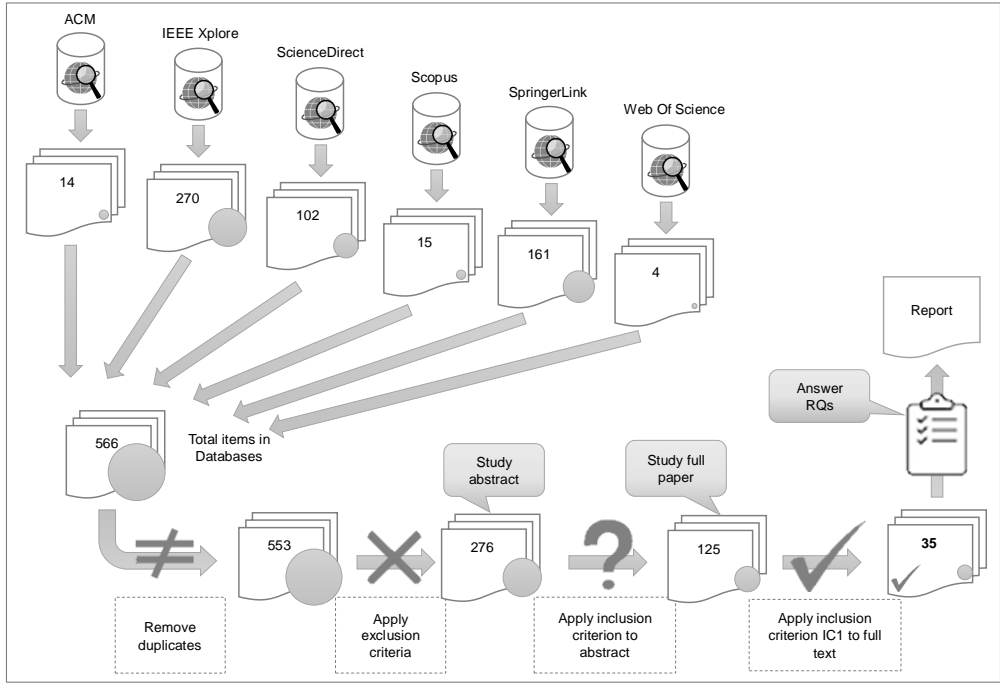 ACM
IEEE Xplore
ScienceDirect
Scopus
SpringerLink
Web Of Science
14
270
102
15
161
4
Report
Answer
RQs
566
Total items in
Databases
Study
abstract
Study full
paper
553
276
125
35
Remove
duplicates
Apply
exclusion
criteria
Apply inclusion
criterion to
abstract
Apply inclusion
criterion IC1 to full
text